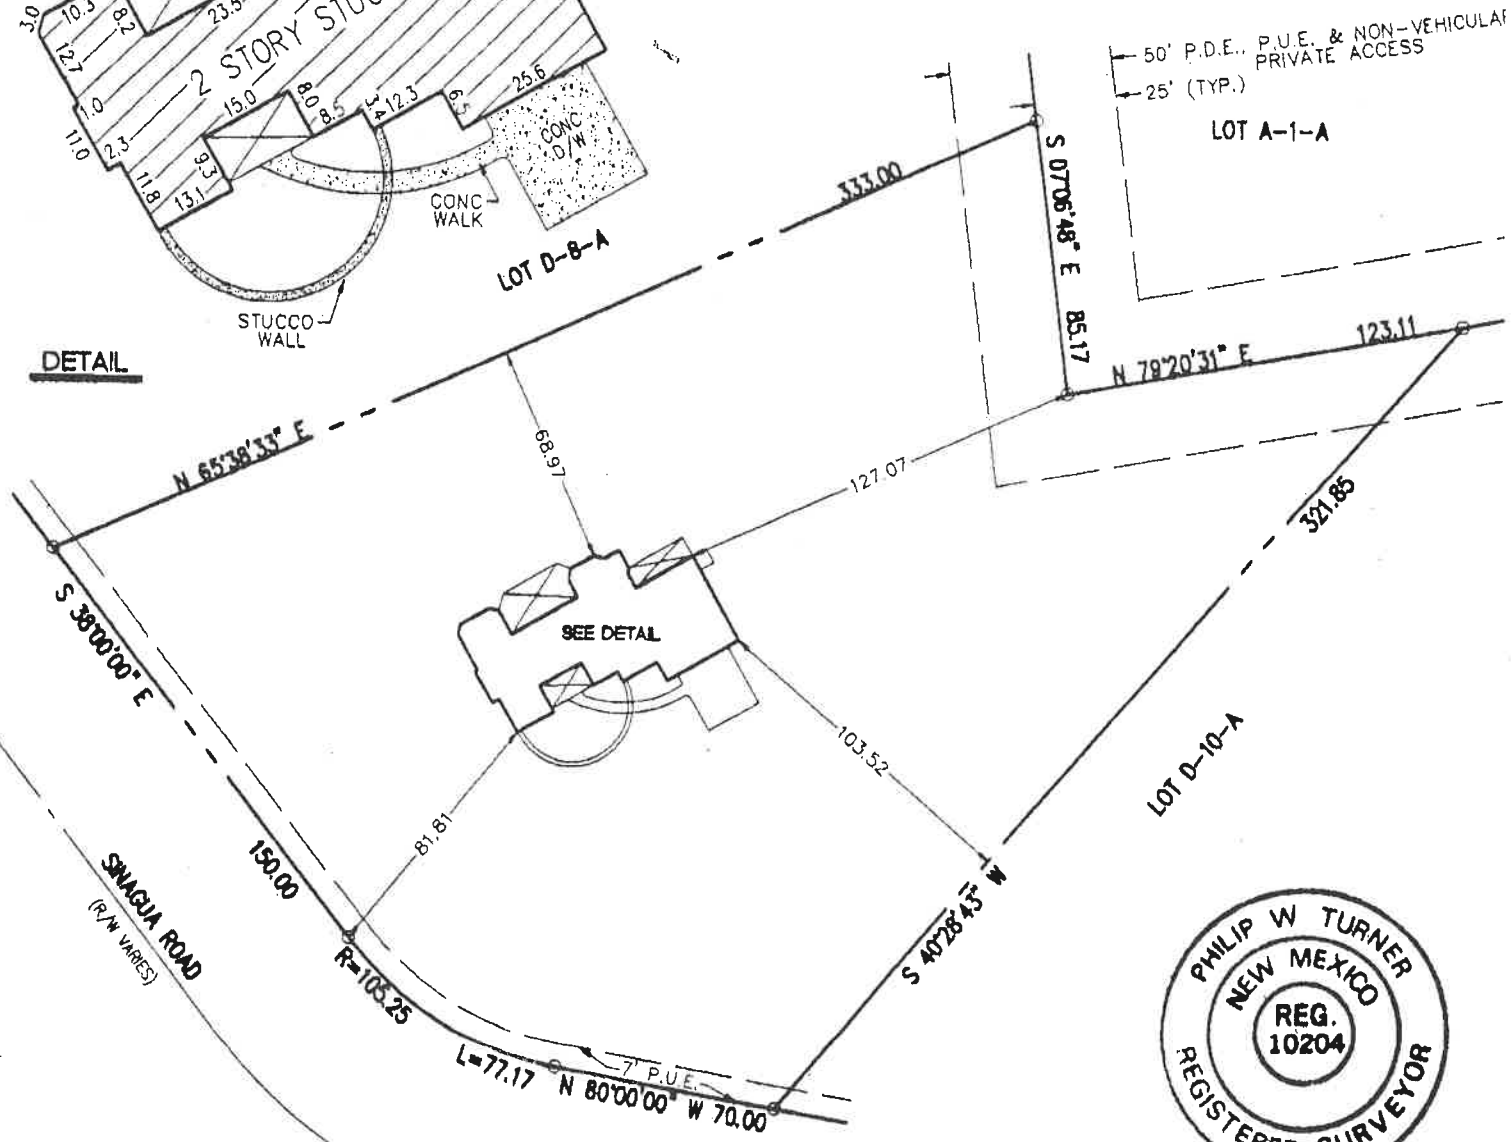 3.0
10.3
8.2
23.5
12.7
2 STORY STUC
1.0
11.0
2.3
15.0
8.0
8.5
3.4
12.3
6.5
25.6
9.3
11.8
13.1
CONC
D/W
CONC
WALK
STUCCO
WALL
DETAIL
LOT D-8-A
50' P.D.E., P.U.E. & NON-VEHICULAR
PRIVATE ACCESS
25' (TYP.)
LOT A-1-A
333.00
S 07°06'48" E 85.17
N 79°20'31" E 123.11
N 65°38'33" E
68.97
127.07
321.85
S 38°00'00" E
SEE DETAIL
103.52
LOT D-10-A
81.81
150.00
SINAGUA ROAD
(R/W VARIES)
S 40°28'43" W
R=105.25
L=77.17
7' P.U.E.
N 80°00'00" W 70.00
PHILIP W TURNER
NEW MEXICO
REG.
10204
REGISTERED SURVEYOR